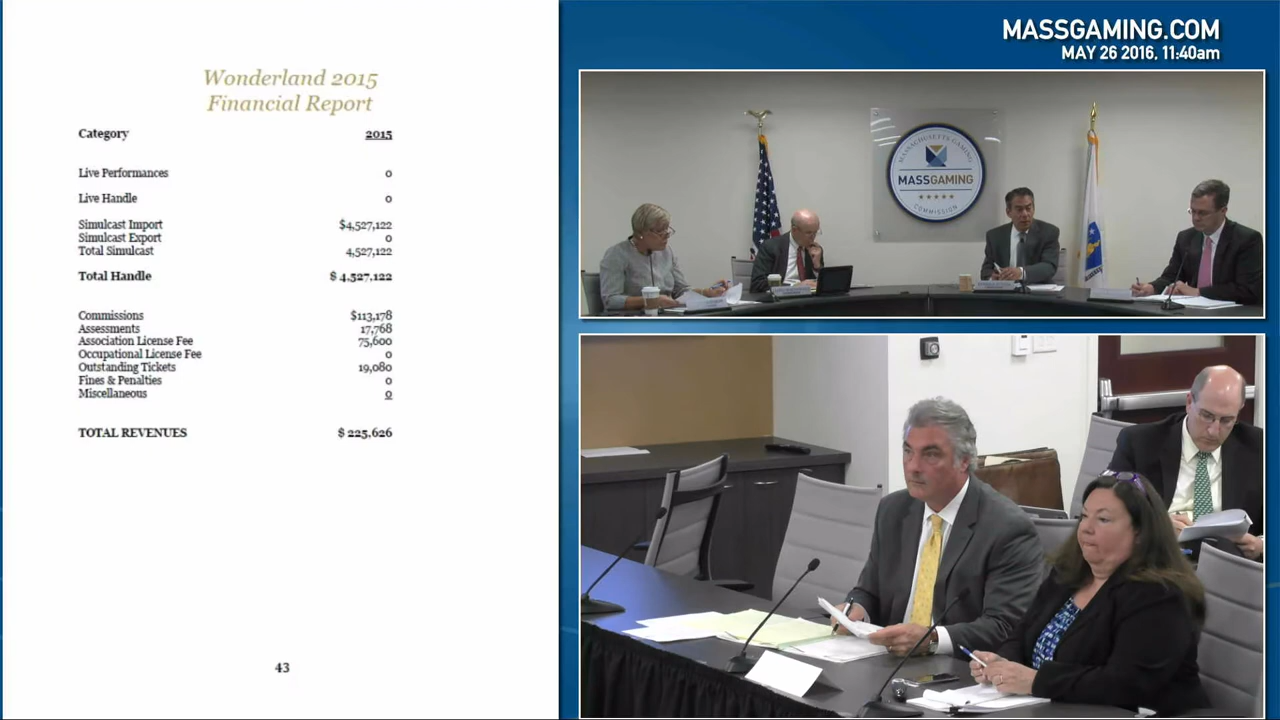 Wonderland 2015
Financial Report
Category 2015
Live Performances 0
Live Handle 0
Simulcast Import $4,527,122
Simulcast Export 0
Total Simulcast 4,527,122
Total Handle $ 4,527,122
Commissions $113,178
Assessments 17,768
Association License Fee 75,600
Occupational License Fee 0
Outstanding Tickets 19,080
Fines & Penalties 0
Miscellaneous 0
TOTAL REVENUES $ 225,626
43
MASSGAMING.COM
MAY 26 2016, 11:40am
MASSACHUSETTS GAMING
MASSGAMING
COMMISSION